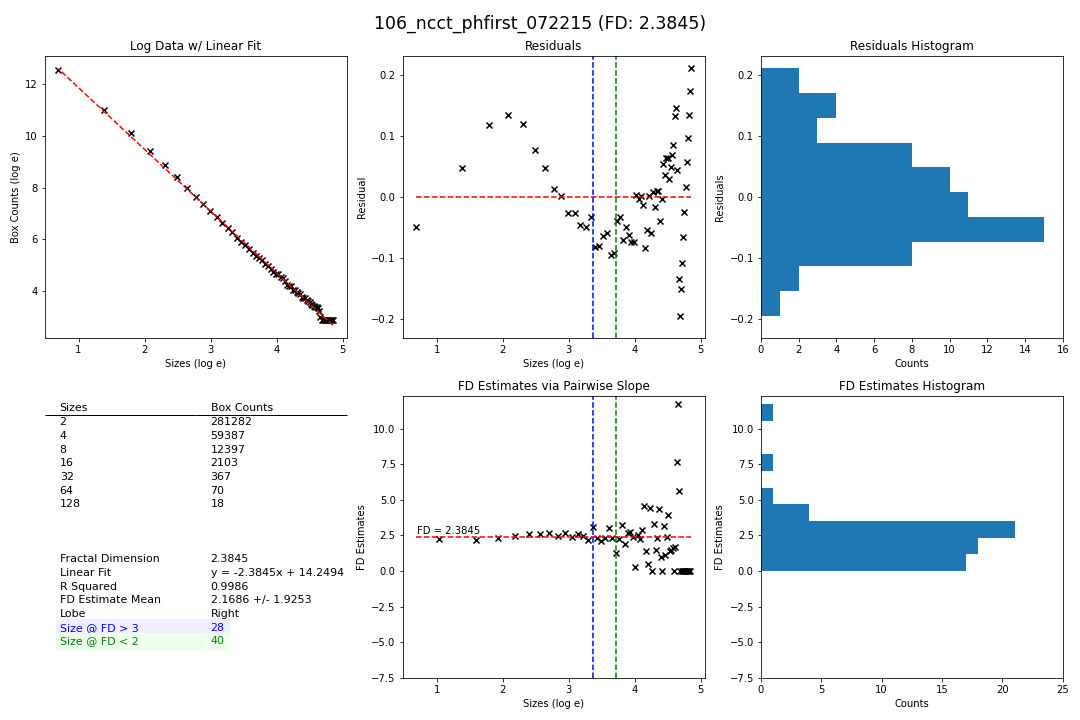 106_ncct_phfirst_072215 (FD: 2.3845)
Log Data w/ Linear Fit
Box Counts (log e)
12
10
8
6
4
1 2 3 4 5
Sizes (log e)
Residuals
Residual
0.2
0.1
0.0
−0.1
−0.2
1 2 3 4 5
Sizes (log e)
Residuals Histogram
Residuals
0.2
0.1
0.0
−0.1
−0.2
0 2 4 6 8 10 12 14 16
Counts
Sizes Box Counts
2 281282
4 59387
8 12397
16 2103
32 367
64 70
128 18
Fractal Dimension 2.3845
Linear Fit y = -2.3845x + 14.2494
R Squared 0.9986
FD Estimate Mean 2.1686 +/- 1.9253
Lobe Right
Size @ FD > 3 28
Size @ FD < 2 40
FD Estimates via Pairwise Slope
FD Estimates
10.0
7.5
5.0
2.5
0.0
−2.5
−5.0
−7.5
FD = 2.3845
1 2 3 4 5
Sizes (log e)
FD Estimates Histogram
FD Estimates
10.0
7.5
5.0
2.5
0.0
−2.5
−5.0
−7.5
0 5 10 15 20 25
Counts